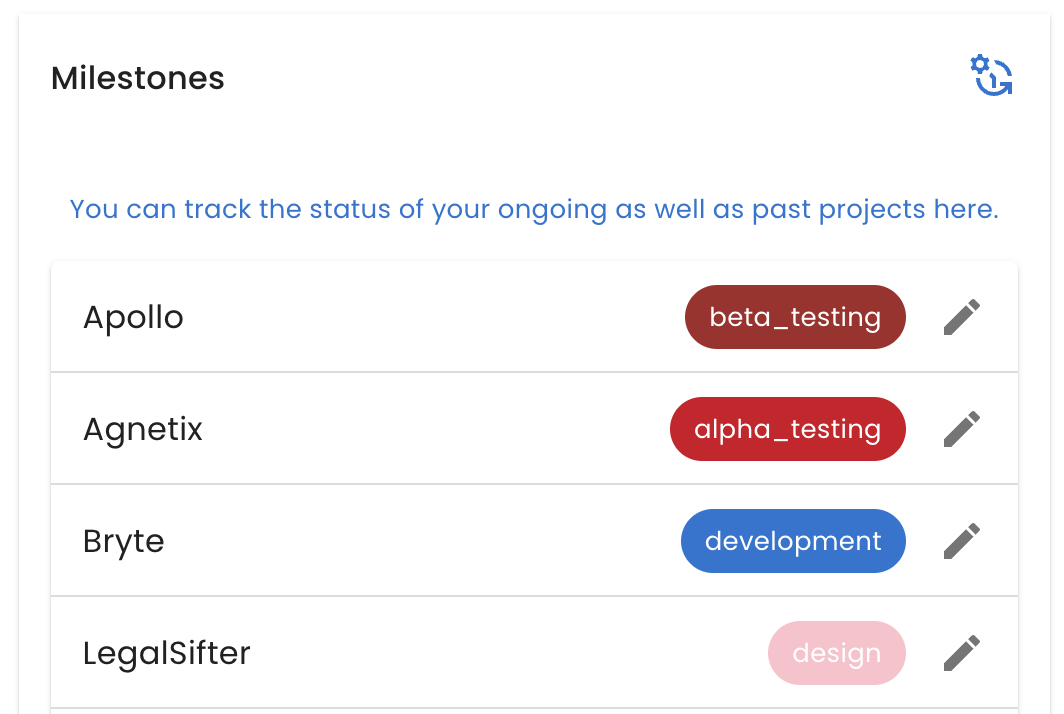 Milestones
You can track the status of your ongoing as well as past projects here.
Apollo beta_testing
Agnetix alpha_testing
Bryte development
LegalSifter design